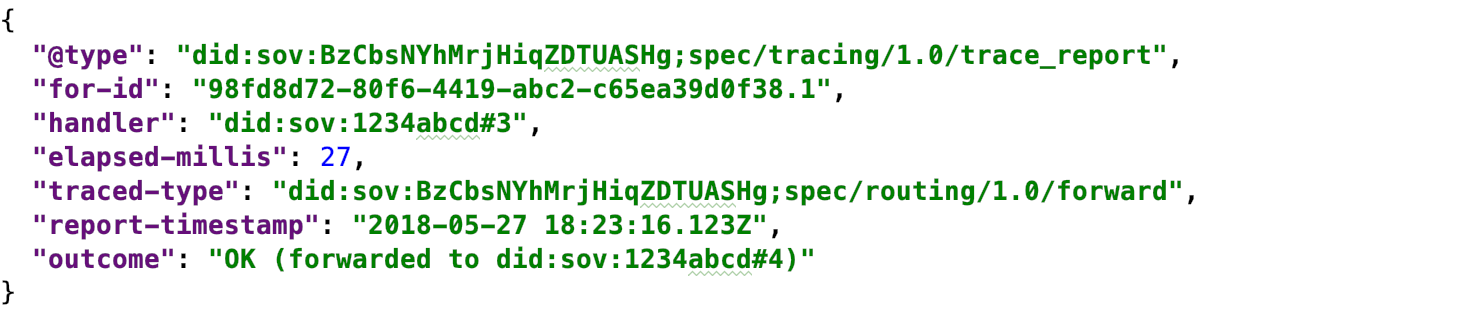 {
"@type": "did:sov:BzCbsNYhMrjHiqZDTUASHg;spec/tracing/1.0/trace_report",
"for-id": "98fd8d72-80f6-4419-abc2-c65ea39d0f38.1",
"handler": "did:sov:1234abcd#3",
"elapsed-millis": 27,
"traced-type": "did:sov:BzCbsNYhMrjHiqZDTUASHg;spec/routing/1.0/forward",
"report-timestamp": "2018-05-27 18:23:16.123Z",
"outcome": "OK (forwarded to did:sov:1234abcd#4)"
}